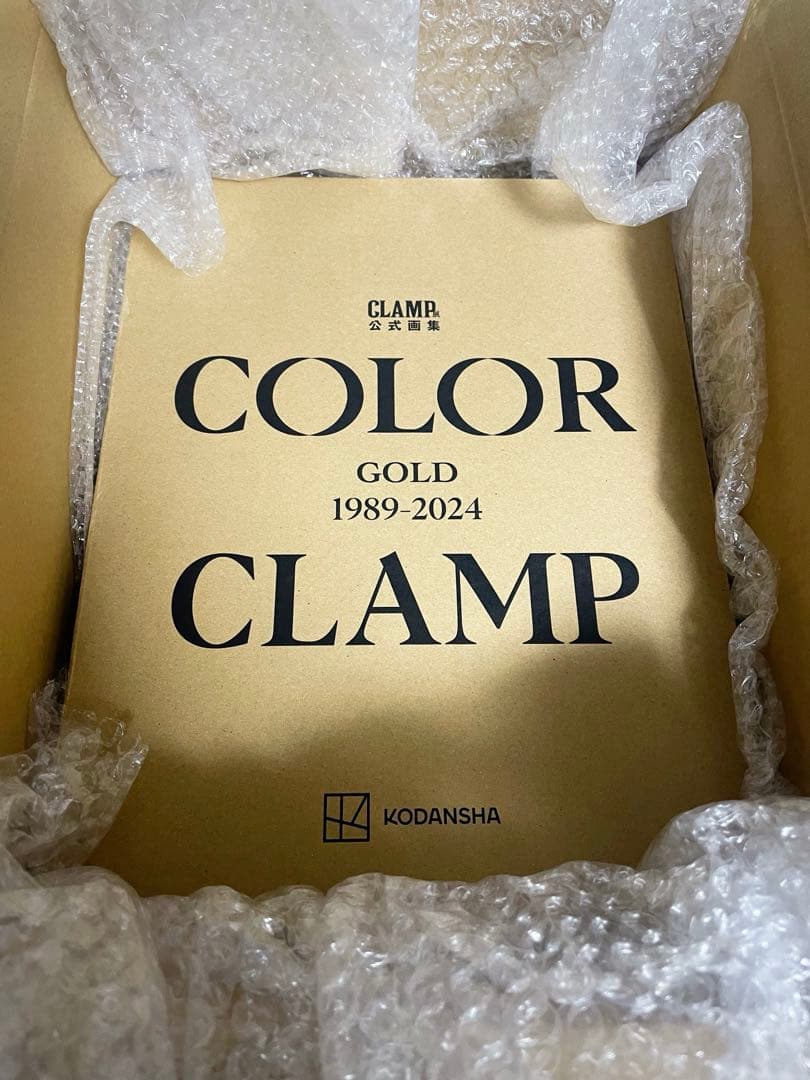 CLAMP展
公式画集
COLOR
GOLD
1989-2024
CLAMP
KODANSHA